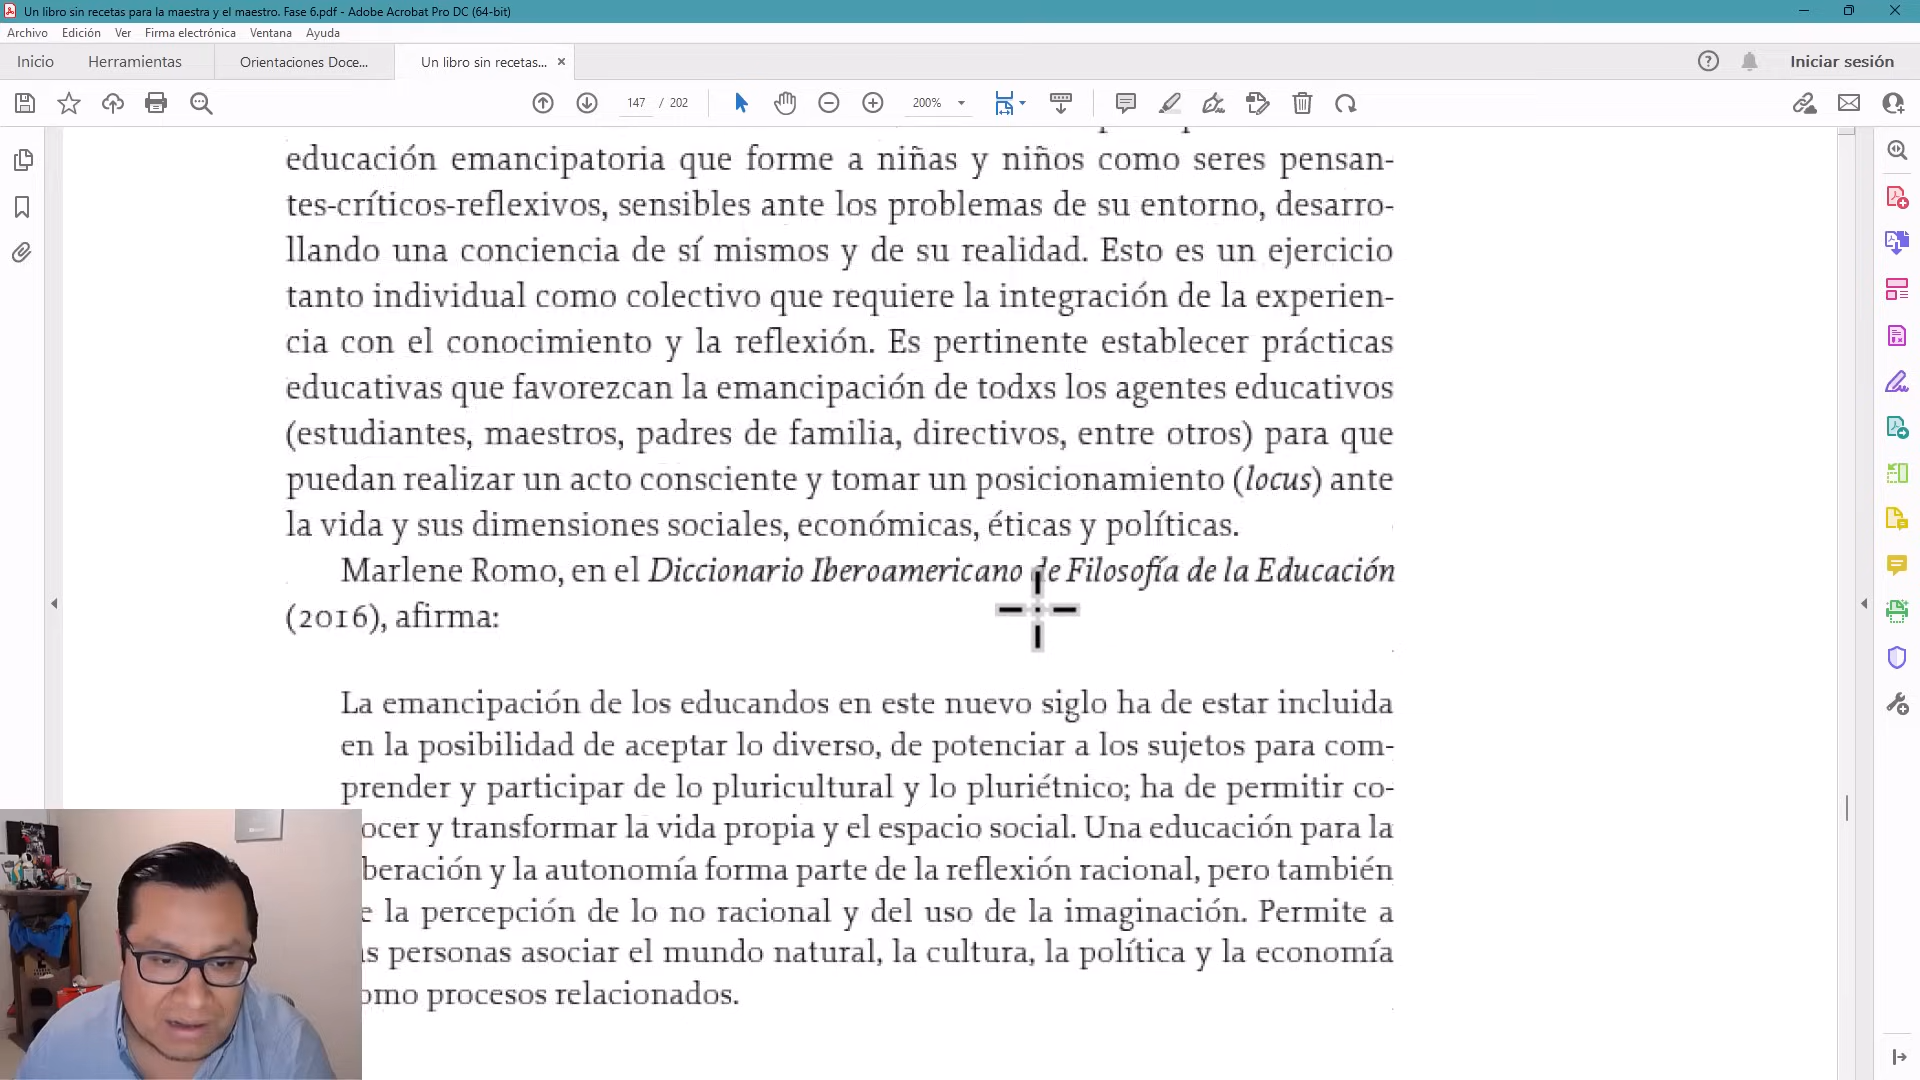 Un libro sin recetas para la maestra y el maestro. Fase 6.pdf - Adobe Acrobat Pro DC (64-bit)
Archivo Edición Ver Firma electrónica Ventana Ayuda
Inicio Herramientas Orientaciones Doce... Un libro sin recetas... × Iniciar sesión
147 / 202 200%
educación emancipatoria que forme a niñas y niños como seres pensan-
tes-críticos-reflexivos, sensibles ante los problemas de su entorno, desarro-
llando una conciencia de sí mismos y de su realidad. Esto es un ejercicio
tanto individual como colectivo que requiere la integración de la experien-
cia con el conocimiento y la reflexión. Es pertinente establecer prácticas
educativas que favorezcan la emancipación de todxs los agentes educativos
(estudiantes, maestros, padres de familia, directivos, entre otros) para que
puedan realizar un acto consciente y tomar un posicionamiento (locus) ante
la vida y sus dimensiones sociales, económicas, éticas y políticas.
Marlene Romo, en el Diccionario Iberoamericano de Filosofía de la Educación
(2016), afirma:
La emancipación de los educandos en este nuevo siglo ha de estar incluida
en la posibilidad de aceptar lo diverso, de potenciar a los sujetos para com-
prender y participar de lo pluricultural y lo pluriétnico; ha de permitir co-
ocer y transformar la vida propia y el espacio social. Una educación para la
beración y la autonomía forma parte de la reflexión racional, pero también
e la percepción de lo no racional y del uso de la imaginación. Permite a
s personas asociar el mundo natural, la cultura, la política y la economía
omo procesos relacionados.